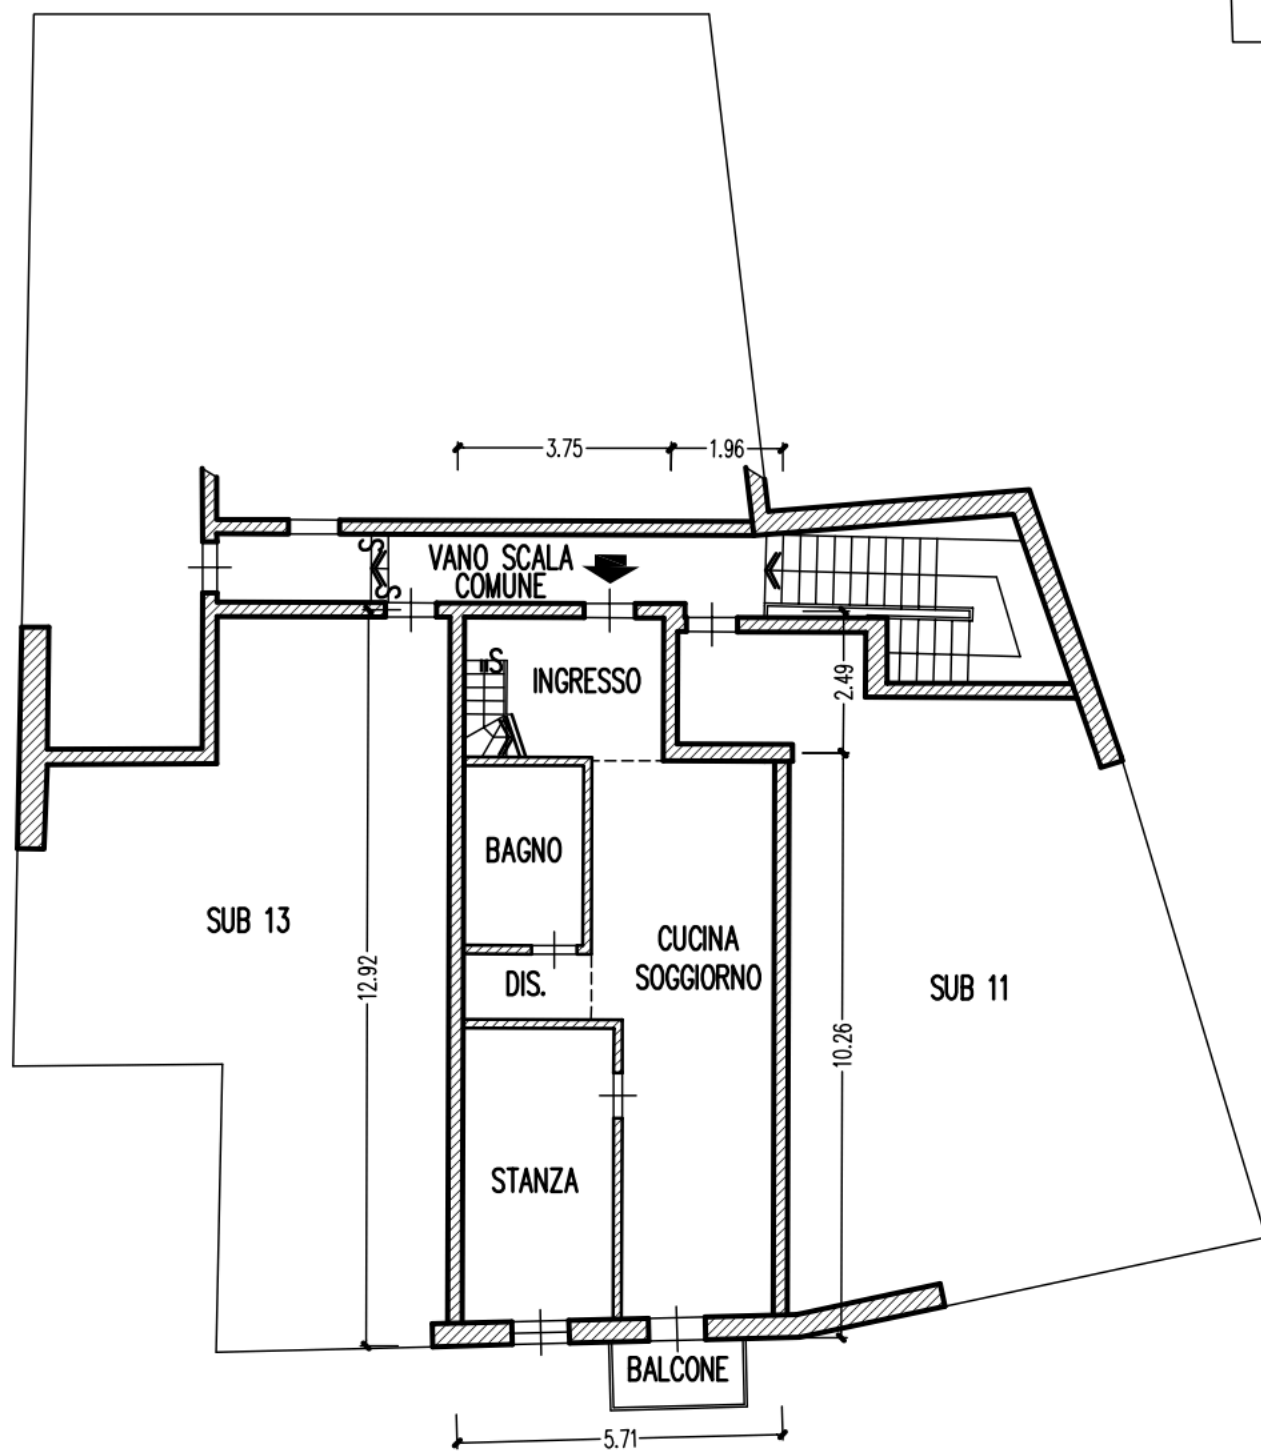 3.75
1.96
S
VANO SCALA
COMUNE
S
S
INGRESSO
2.49
BAGNO
SUB 13
CUCINA
SOGGIORNO
12.92
DIS.
SUB 11
10.26
STANZA
BALCONE
5.71